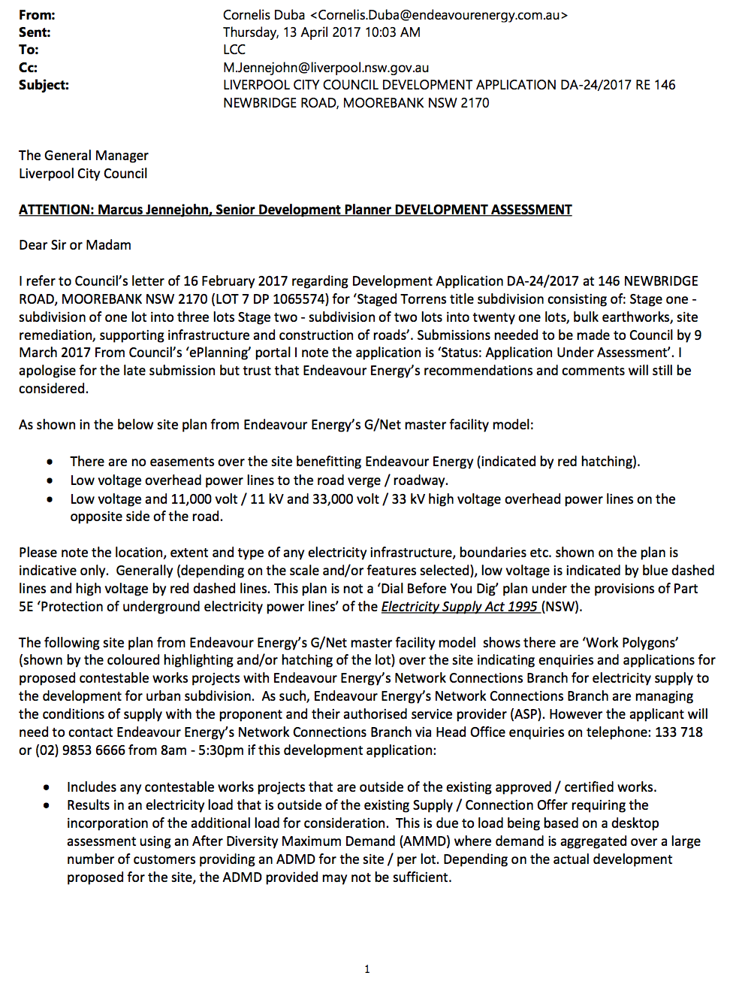 From: Cornelis Duba <Cornelis.Duba@endeavourenergy.com.au>
Sent: Thursday, 13 April 2017 10:03 AM
To: LCC
Cc: M.Jennejohn@liverpool.nsw.gov.au
Subject: LIVERPOOL CITY COUNCIL DEVELOPMENT APPLICATION DA-24/2017 RE 146
NEWBRIDGE ROAD, MOOREBANK NSW 2170
The General Manager
Liverpool City Council
ATTENTION: Marcus Jennejohn, Senior Development Planner DEVELOPMENT ASSESSMENT
Dear Sir or Madam
I refer to Council's letter of 16 February 2017 regarding Development Application DA-24/2017 at 146 NEWBRIDGE
ROAD, MOOREBANK NSW 2170 (LOT 7 DP 1065574) for 'Staged Torrens title subdivision consisting of: Stage one -
subdivision of one lot into three lots Stage two - subdivision of two lots into twenty one lots, bulk earthworks, site
remediation, supporting infrastructure and construction of roads'. Submissions needed to be made to Council by 9
March 2017 From Council's 'ePlanning' portal I note the application is 'Status: Application Under Assessment'. I
apologise for the late submission but trust that Endeavour Energy's recommendations and comments will still be
considered.
As shown in the below site plan from Endeavour Energy's G/Net master facility model:
• There are no easements over the site benefitting Endeavour Energy (indicated by red hatching).
• Low voltage overhead power lines to the road verge / roadway.
• Low voltage and 11,000 volt / 11 kV and 33,000 volt / 33 kV high voltage overhead power lines on the
opposite side of the road.
Please note the location, extent and type of any electricity infrastructure, boundaries etc. shown on the plan is
indicative only. Generally (depending on the scale and/or features selected), low voltage is indicated by blue dashed
lines and high voltage by red dashed lines. This plan is not a 'Dial Before You Dig' plan under the provisions of Part
5E 'Protection of underground electricity power lines' of the Electricity Supply Act 1995 (NSW).
The following site plan from Endeavour Energy's G/Net master facility model shows there are 'Work Polygons'
(shown by the coloured highlighting and/or hatching of the lot) over the site indicating enquiries and applications for
proposed contestable works projects with Endeavour Energy's Network Connections Branch for electricity supply to
the development for urban subdivision. As such, Endeavour Energy's Network Connections Branch are managing
the conditions of supply with the proponent and their authorised service provider (ASP). However the applicant will
need to contact Endeavour Energy's Network Connections Branch via Head Office enquiries on telephone: 133 718
or (02) 9853 6666 from 8am - 5:30pm if this development application:
• Includes any contestable works projects that are outside of the existing approved / certified works.
• Results in an electricity load that is outside of the existing Supply / Connection Offer requiring the
incorporation of the additional load for consideration. This is due to load being based on a desktop
assessment using an After Diversity Maximum Demand (AMMD) where demand is aggregated over a large
number of customers providing an ADMD for the site / per lot. Depending on the actual development
proposed for the site, the ADMD provided may not be sufficient.
1